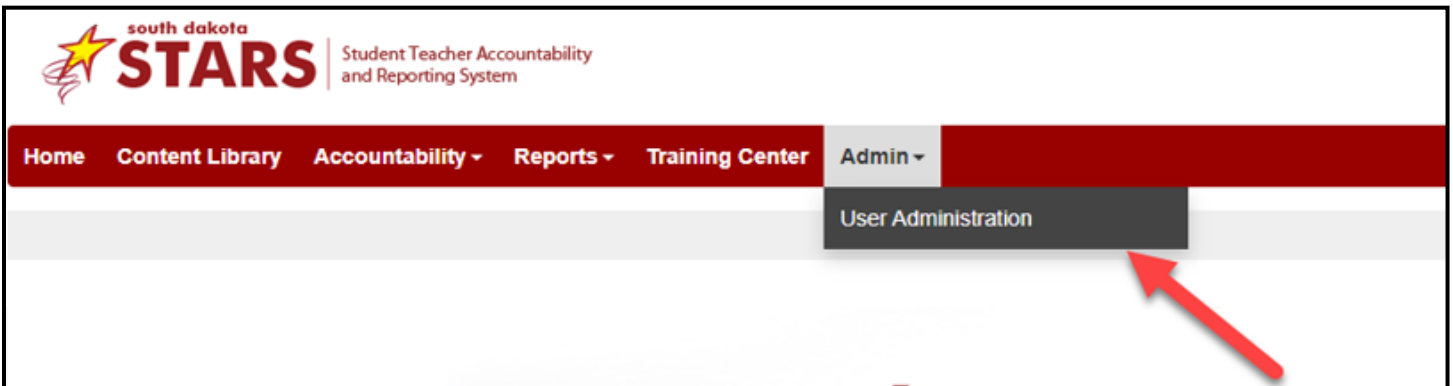 south dakota
STARS
Student Teacher Accountability
and Reporting System
Home Content Library Accountability Reports Training Center Admin
User Administration